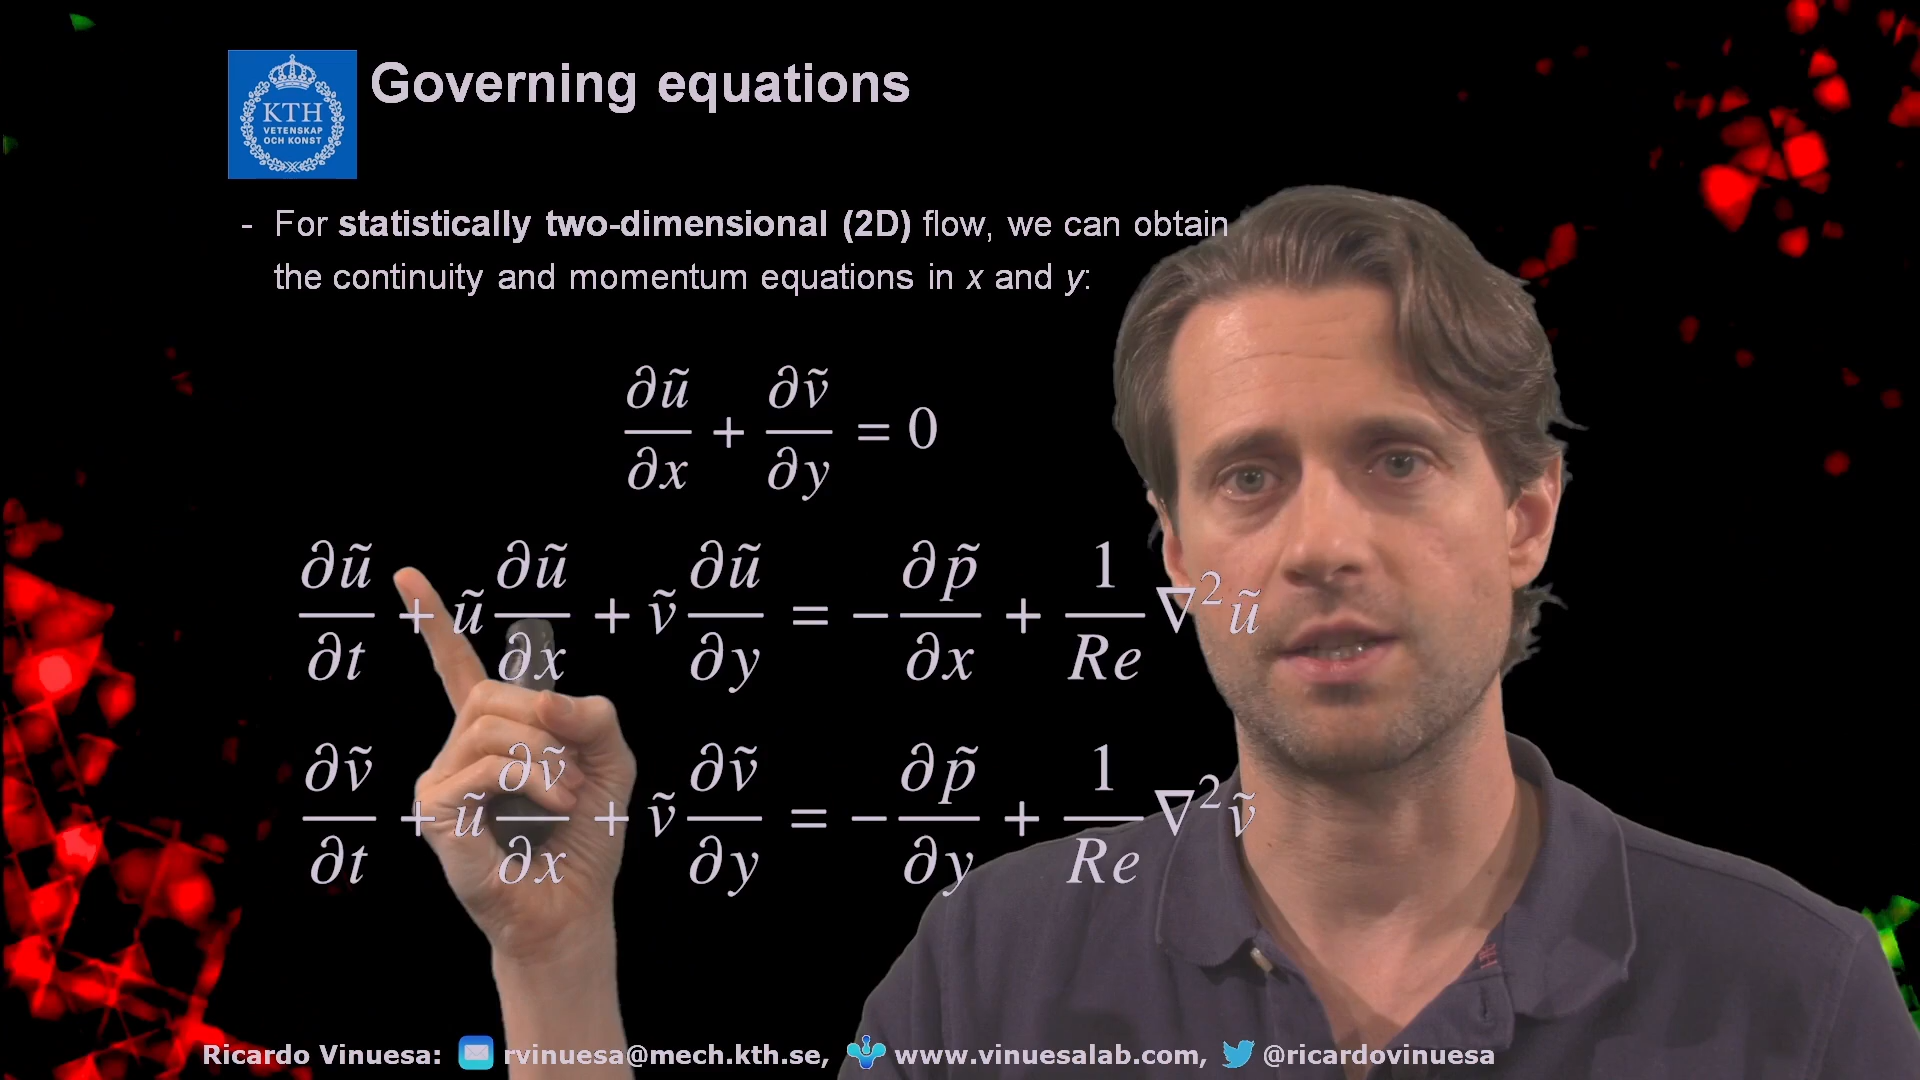 Governing equations
KTH
VETENSKAP
OCH KONST
- For statistically two-dimensional (2D) flow, we can obtain
the continuity and momentum equations in x and y:
∂ũ/∂x + ∂ṽ/∂y = 0
∂ũ/∂t + ũ ∂ũ/∂x + ṽ ∂ũ/∂y = −∂p̃/∂x + 1/Re ∇²ũ
∂ṽ/∂t + ũ ∂ṽ/∂x + ṽ ∂ṽ/∂y = −∂p̃/∂y + 1/Re ∇²ṽ
Ricardo Vinuesa: rvinuesa@mech.kth.se, www.vinuesalab.com, @ricardovinuesa